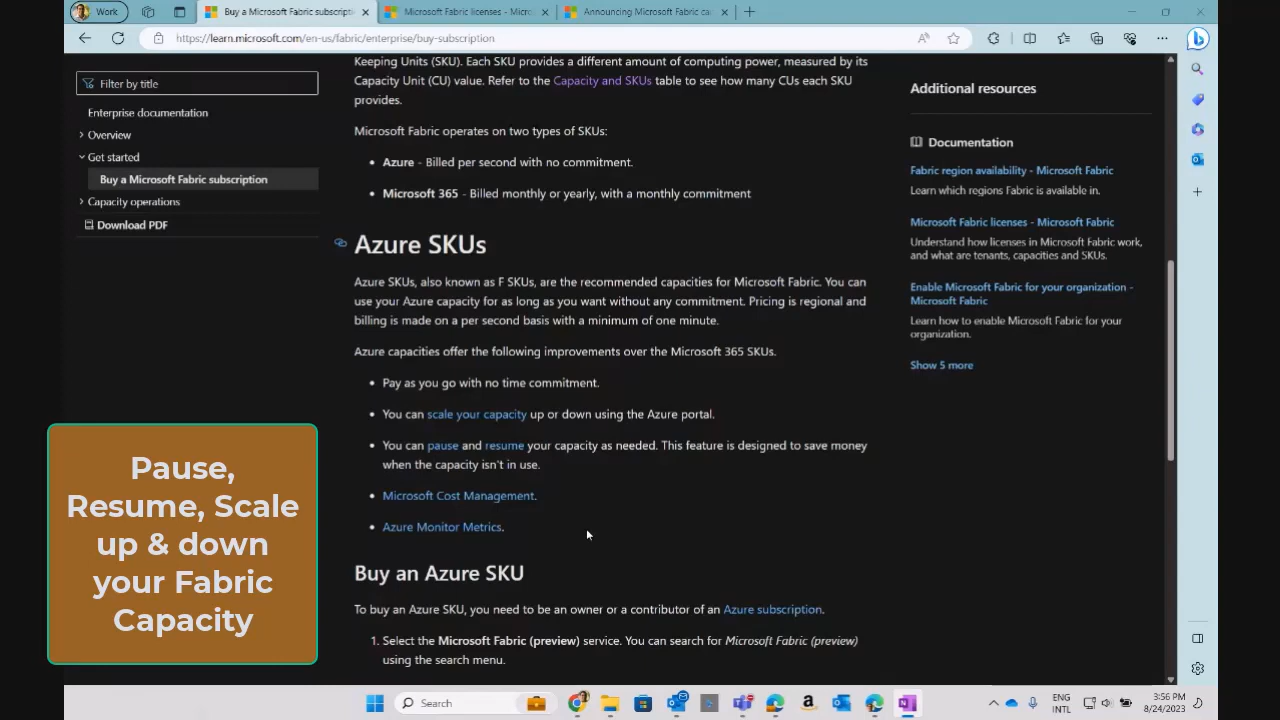 Work
Buy a Microsoft Fabric subscripti
Microsoft Fabric licenses - Micro
Announcing Microsoft Fabric ca
https://learn.microsoft.com/en-us/fabric/enterprise/buy-subscription
Filter by title
Enterprise documentation
Overview
Get started
Buy a Microsoft Fabric subscription
Capacity operations
Download PDF
Keeping Units (SKU). Each SKU provides a different amount of computing power, measured by its
Capacity Unit (CU) value. Refer to the Capacity and SKUs table to see how many CUs each SKU
provides.
Microsoft Fabric operates on two types of SKUs:
• Azure - Billed per second with no commitment.
• Microsoft 365 - Billed monthly or yearly, with a monthly commitment
Azure SKUs
Azure SKUs, also known as F SKUs, are the recommended capacities for Microsoft Fabric. You can
use your Azure capacity for as long as you want without any commitment. Pricing is regional and
billing is made on a per second basis with a minimum of one minute.
Azure capacities offer the following improvements over the Microsoft 365 SKUs.
• Pay as you go with no time commitment.
• You can scale your capacity up or down using the Azure portal.
• You can pause and resume your capacity as needed. This feature is designed to save money
when the capacity isn't in use.
• Microsoft Cost Management.
• Azure Monitor Metrics.
Buy an Azure SKU
To buy an Azure SKU, you need to be an owner or a contributor of an Azure subscription.
1. Select the Microsoft Fabric (preview) service. You can search for Microsoft Fabric (preview)
using the search menu.
Additional resources
Documentation
Fabric region availability - Microsoft Fabric
Learn which regions Fabric is available in.
Microsoft Fabric licenses - Microsoft Fabric
Understand how licenses in Microsoft Fabric work,
and what are tenants, capacities and SKUs.
Enable Microsoft Fabric for your organization -
Microsoft Fabric
Learn how to enable Microsoft Fabric for your
organization.
Show 5 more
Pause,
Resume, Scale
up & down
your Fabric
Capacity
Search
ENG
INTL
3:56 PM
8/24/2023